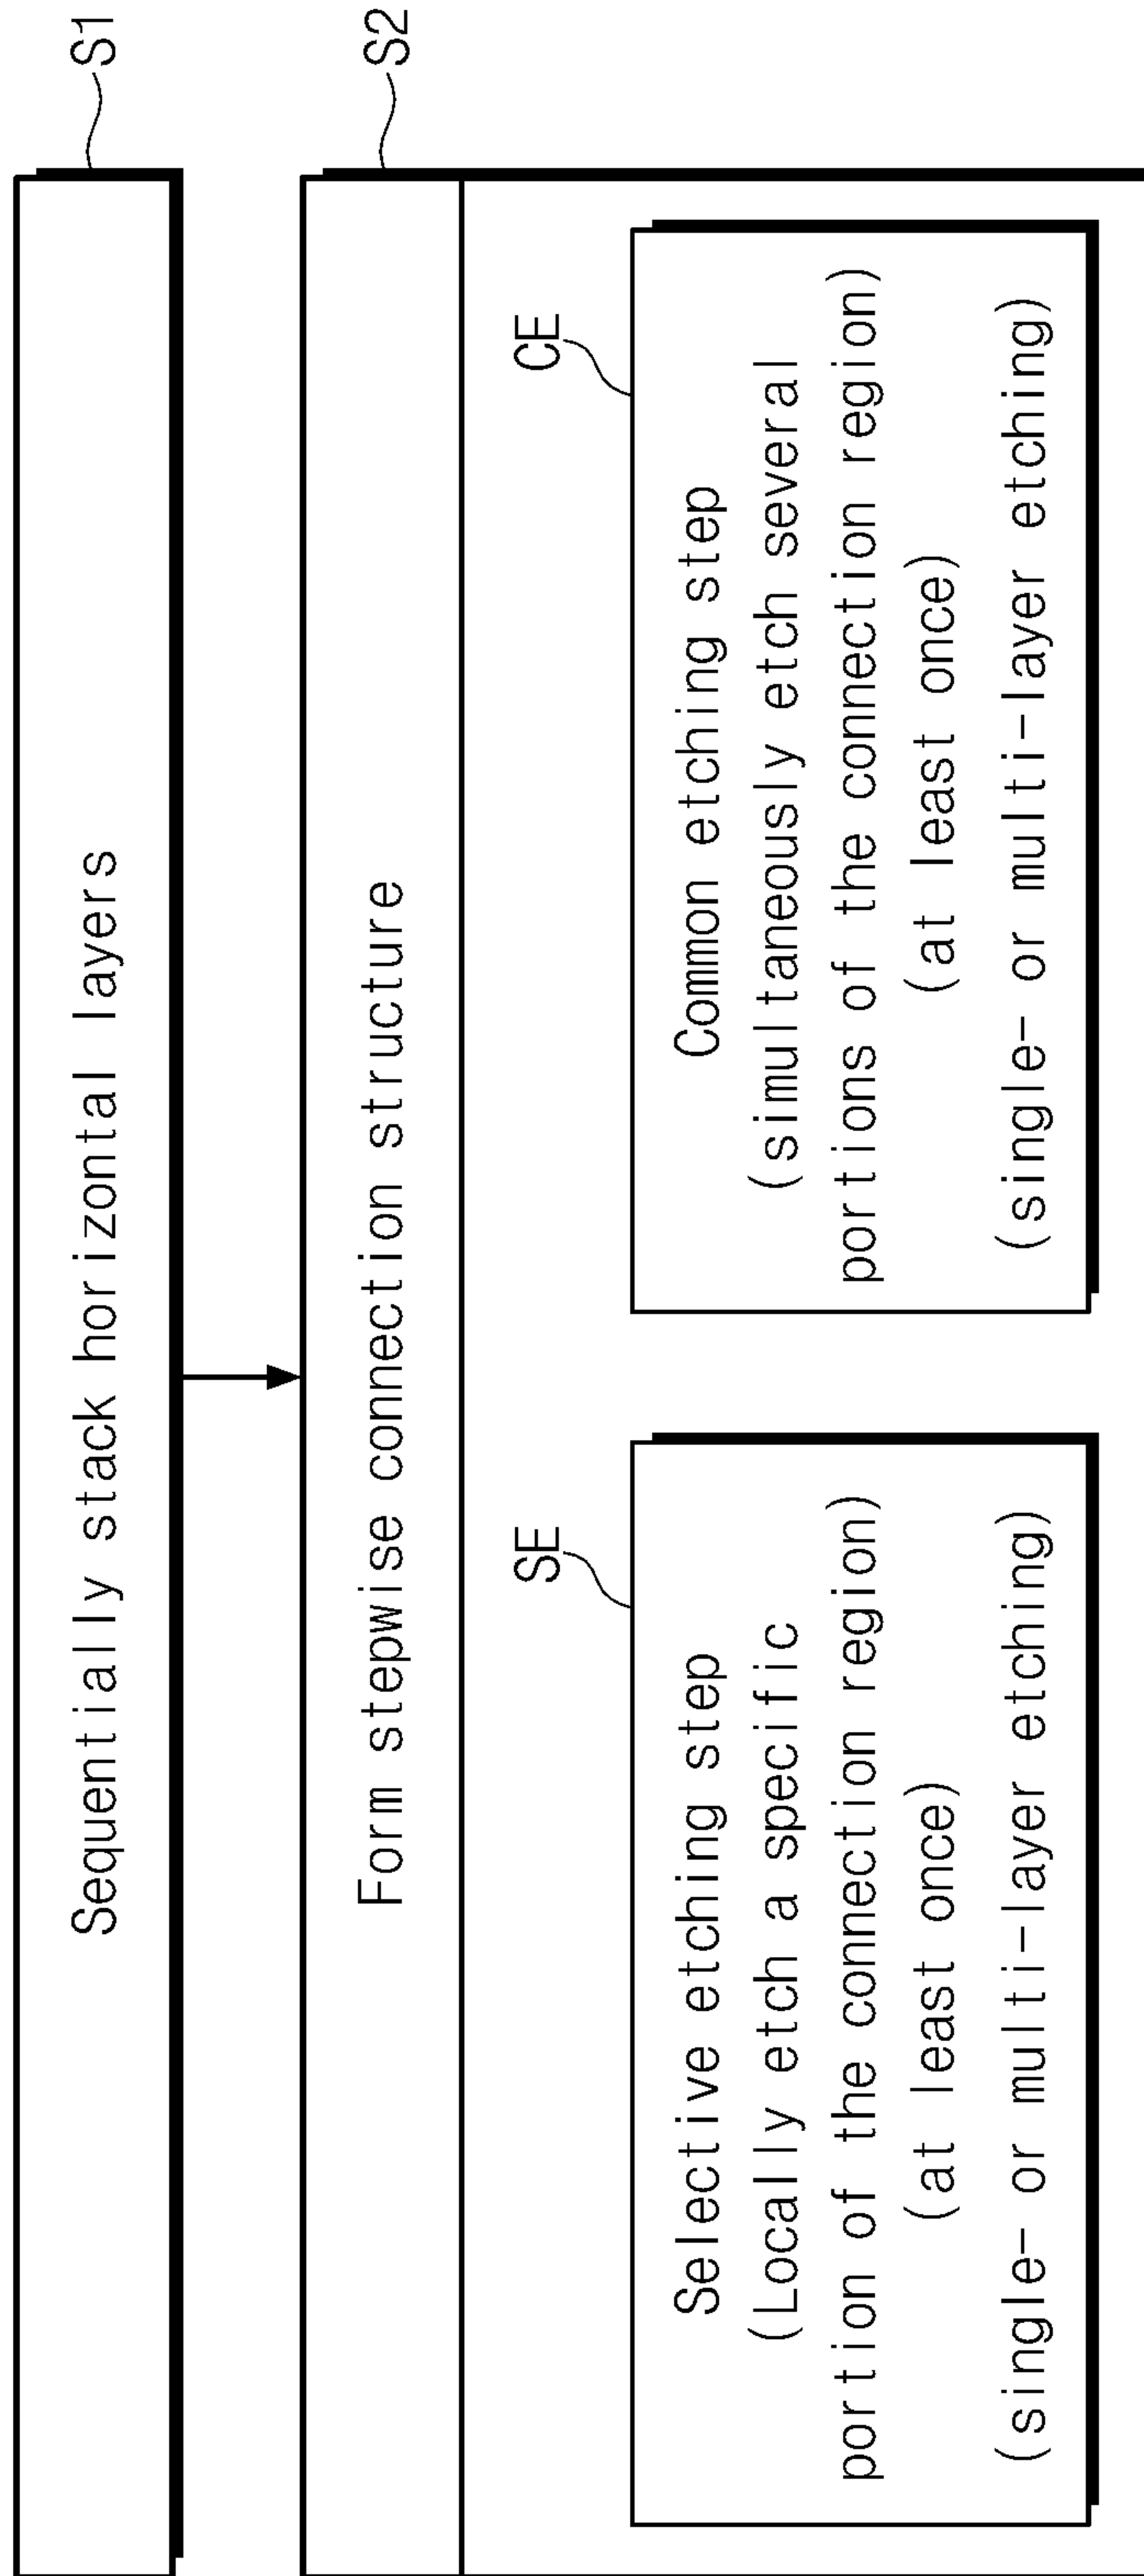 Sequentially stack horizontal layers
S1
Form stepwise connection structure
S2
SE
Selective etching step
(Locally etch a specific
portion of the connection region)
(at least once)
(single- or multi-layer etching)
CE
Common etching step
(simultaneously etch several
portions of the connection region)
(at least once)
(single- or multi-layer etching)